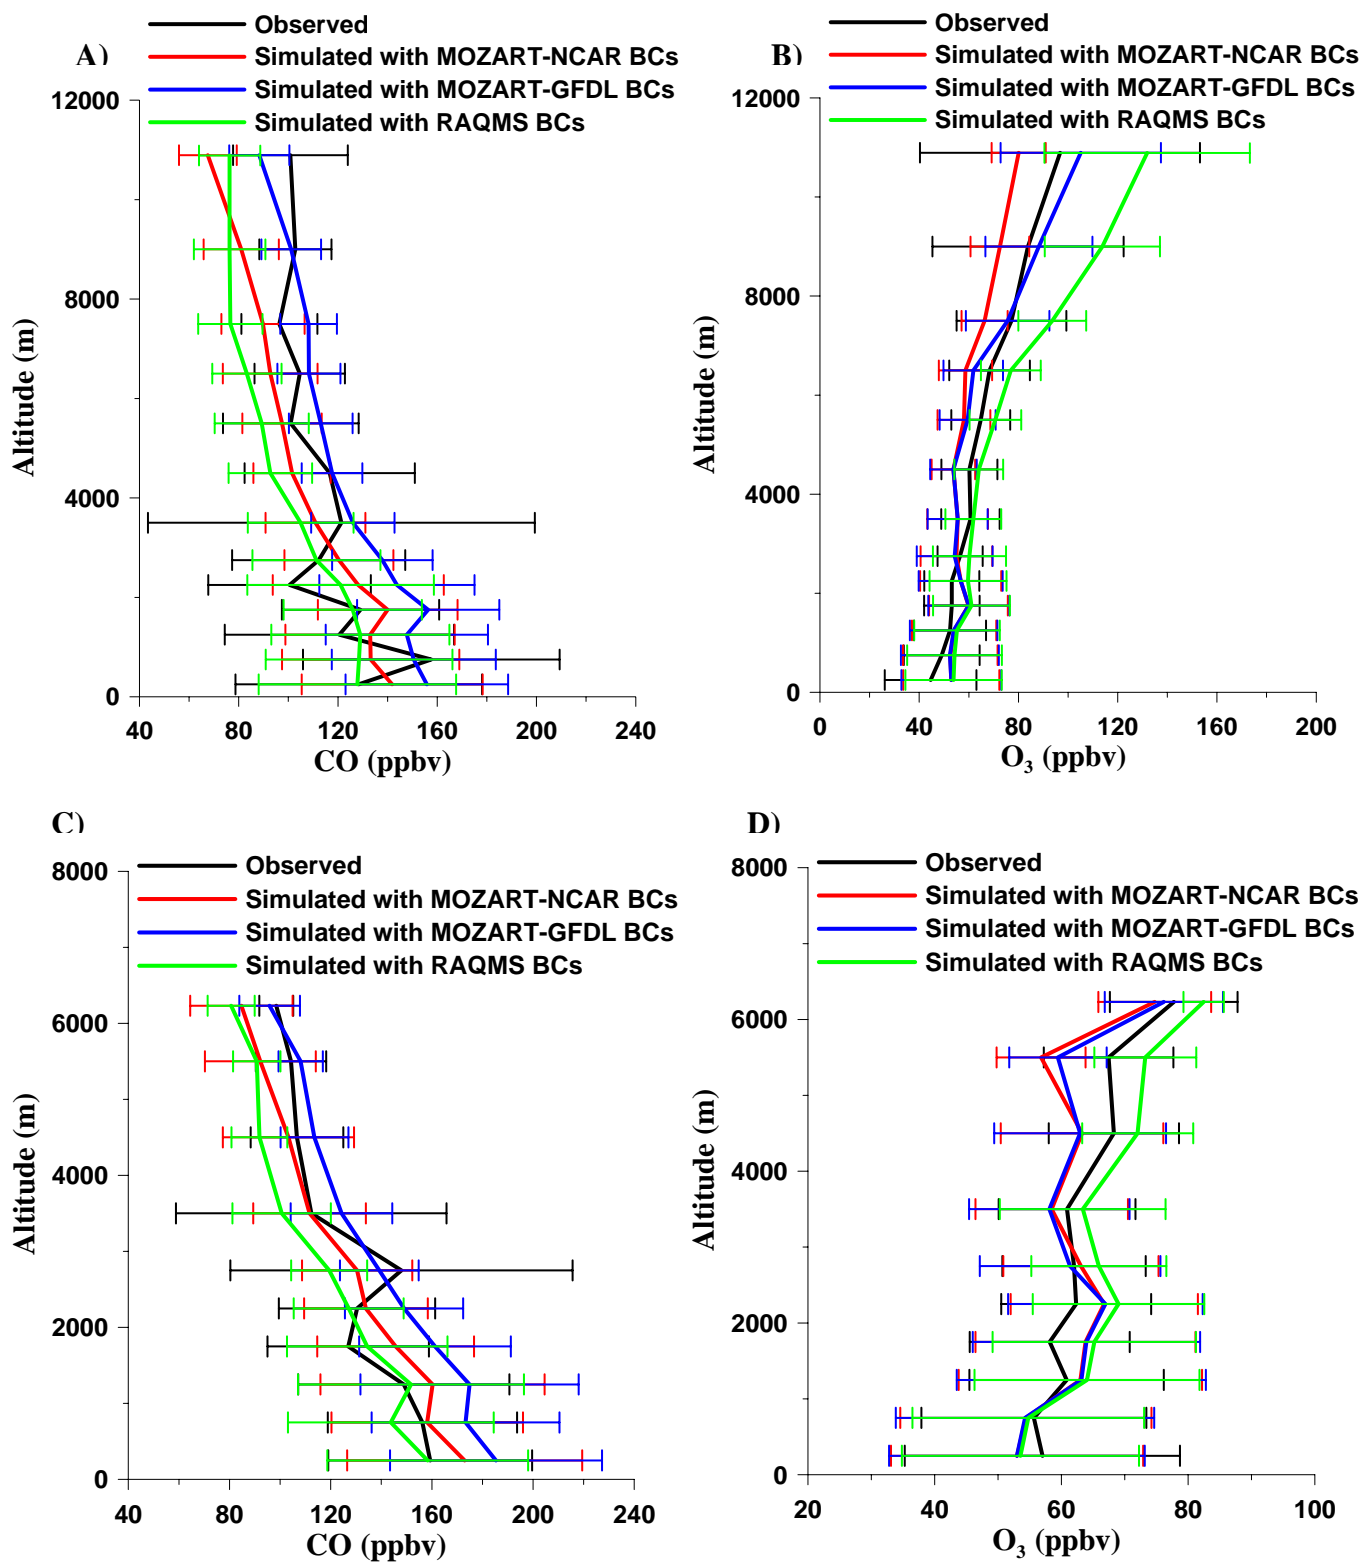 A)
Observed
Simulated with MOZART-NCAR BCs
Simulated with MOZART-GFDL BCs
Simulated with RAQMS BCs
12000
8000
4000
0
Altitude (m)
40 80 120 160 200 240
CO (ppbv)
B)
Observed
Simulated with MOZART-NCAR BCs
Simulated with MOZART-GFDL BCs
Simulated with RAQMS BCs
12000
8000
4000
0
Altitude (m)
0 40 80 120 160 200
O3 (ppbv)
C)
Observed
Simulated with MOZART-NCAR BCs
Simulated with MOZART-GFDL BCs
Simulated with RAQMS BCs
8000
6000
4000
2000
0
Altitude (m)
40 80 120 160 200 240
CO (ppbv)
D)
Observed
Simulated with MOZART-NCAR BCs
Simulated with MOZART-GFDL BCs
Simulated with RAQMS BCs
8000
6000
4000
2000
0
Altitude (m)
20 40 60 80 100
O3 (ppbv)